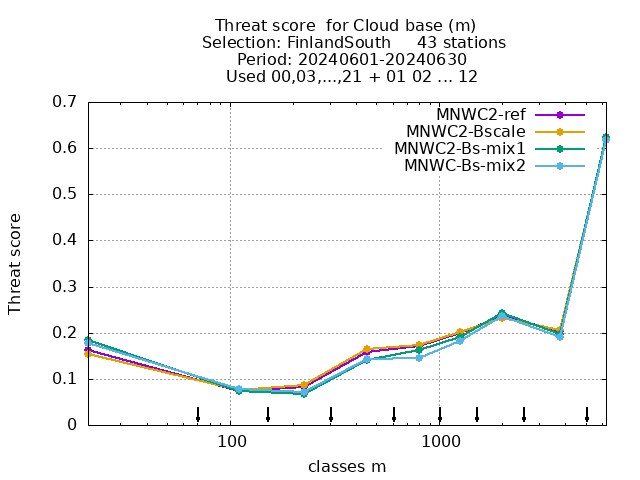 Threat score  for Cloud base (m)
Selection: FinlandSouth     43 stations
Period: 20240601-20240630
Used 00,03,...,21 + 01 02 ... 12
MNWC2-ref
MNWC2-Bscale
MNWC2-Bs-mix1
MNWC-Bs-mix2
Threat score
0.7
0.6
0.5
0.4
0.3
0.2
0.1
0
100
1000
classes m